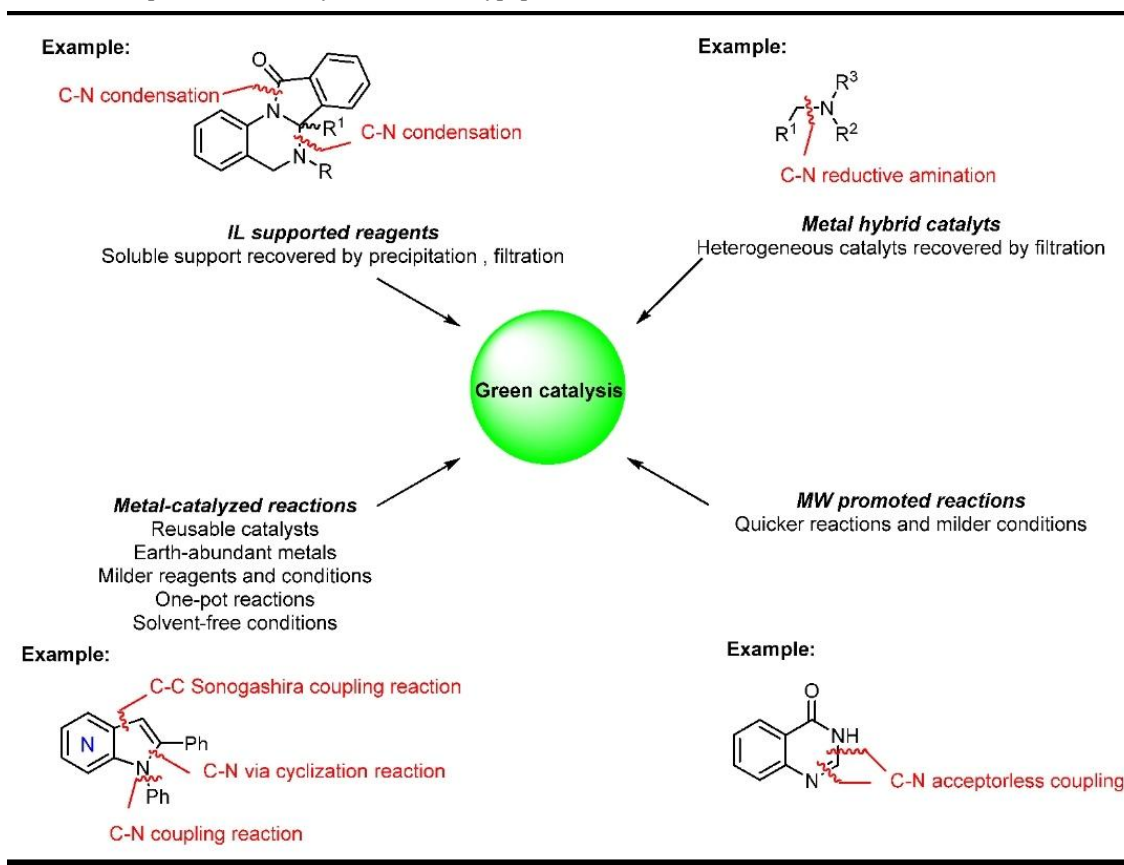 Example:
O
C-N condensation
N
R1
C-N condensation
N
R
IL supported reagents
Soluble support recovered by precipitation , filtration
Example:
R3
N
R1
R2
C-N reductive amination
Metal hybrid catalyts
Heterogeneous catalyts recovered by filtration
Green catalysis
Metal-catalyzed reactions
Reusable catalysts
Earth-abundant metals
Milder reagents and conditions
One-pot reactions
Solvent-free conditions
MW promoted reactions
Quicker reactions and milder conditions
Example:
C-C Sonogashira coupling reaction
N
Ph
N
C-N via cyclization reaction
Ph
C-N coupling reaction
Example:
O
NH
N
C-N acceptorless coupling